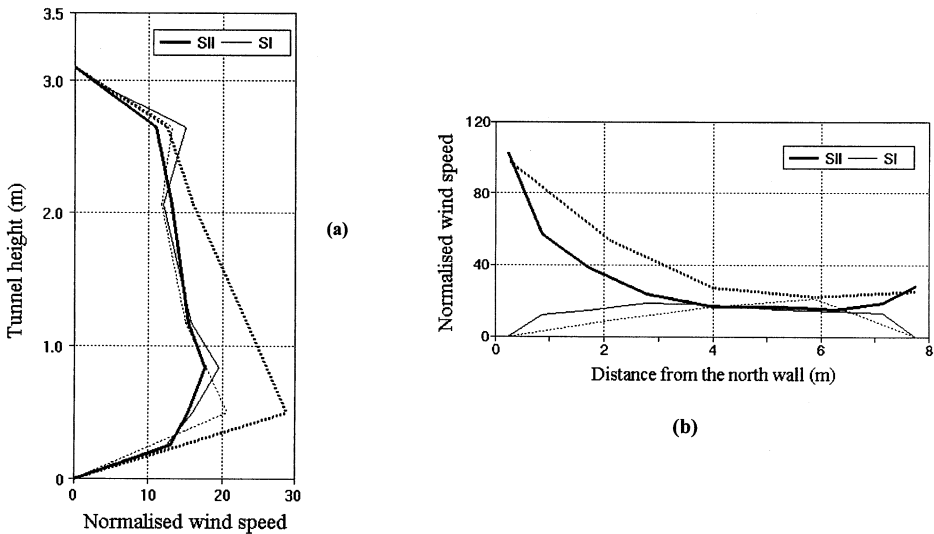 3.5
3.0
2.0
1.0
0
0 10 20 30
Tunnel height (m)
Normalised wind speed
SII SI
(a)
120
80
40
0
0 2 4 6 8
Normalised wind speed
Distance from the north wall (m)
SII SI
(b)